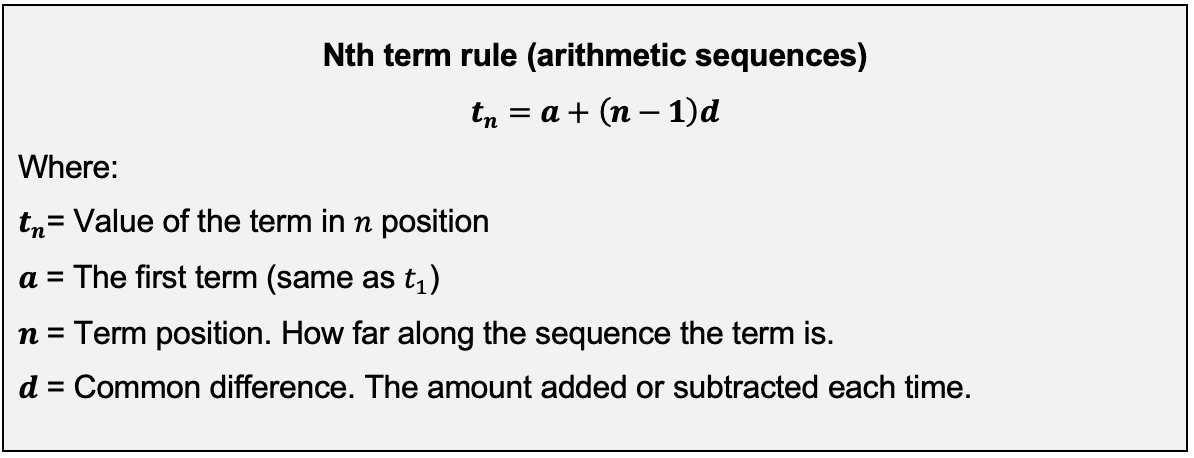 Nth term rule (arithmetic sequences)
tₙ = a + (n − 1)d
Where:
tₙ= Value of the term in n position
a = The first term (same as t₁)
n = Term position. How far along the sequence the term is.
d = Common difference. The amount added or subtracted each time.